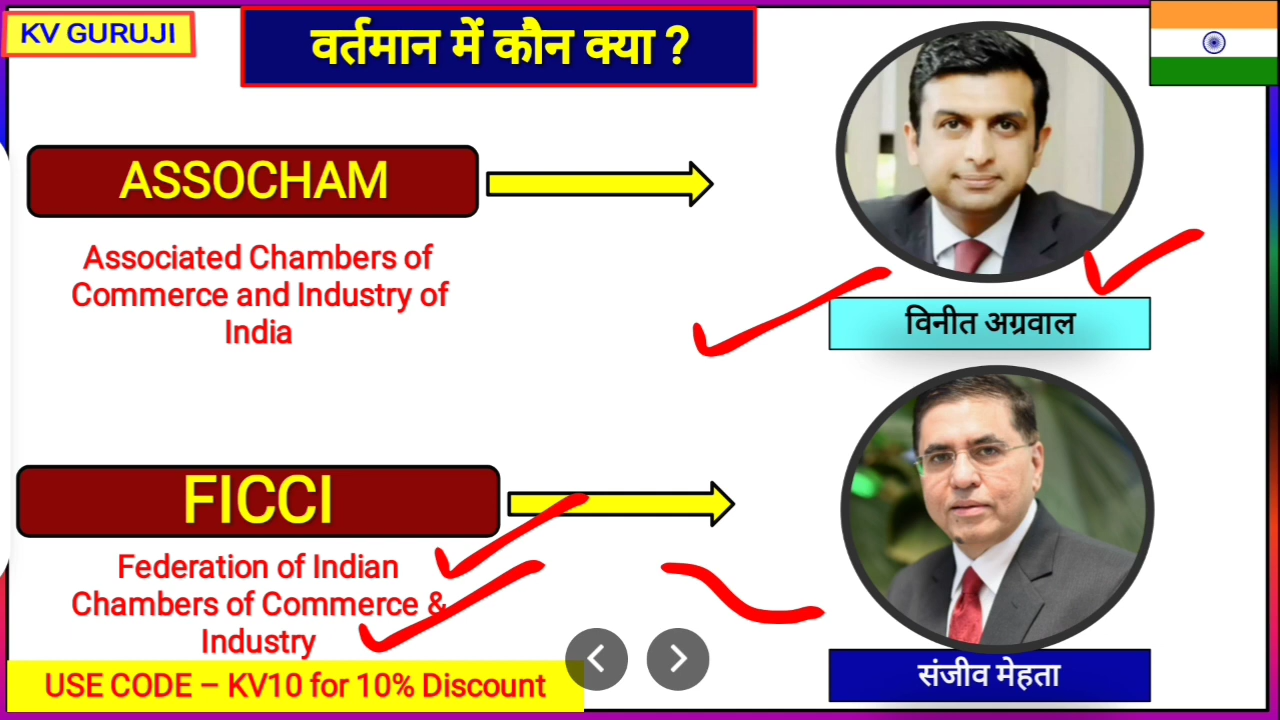 KV GURUJI
वर्तमान में कौन क्या ?
ASSOCHAM
Associated Chambers of
Commerce and Industry of
India
विनीत अग्रवाल
FICCI
Federation of Indian
Chambers of Commerce &
Industry
संजीव मेहता
USE CODE – KV10 for 10% Discount